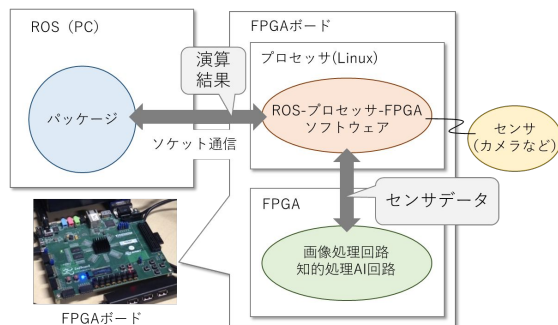 ROS（PC）
パッケージ
演算
結果
ソケット通信
FPGAボード
プロセッサ(Linux)
ROS-プロセッサ-FPGA
ソフトウェア
センサ
(カメラなど)
センサデータ
FPGA
画像処理回路
知的処理AI回路
FPGAボード